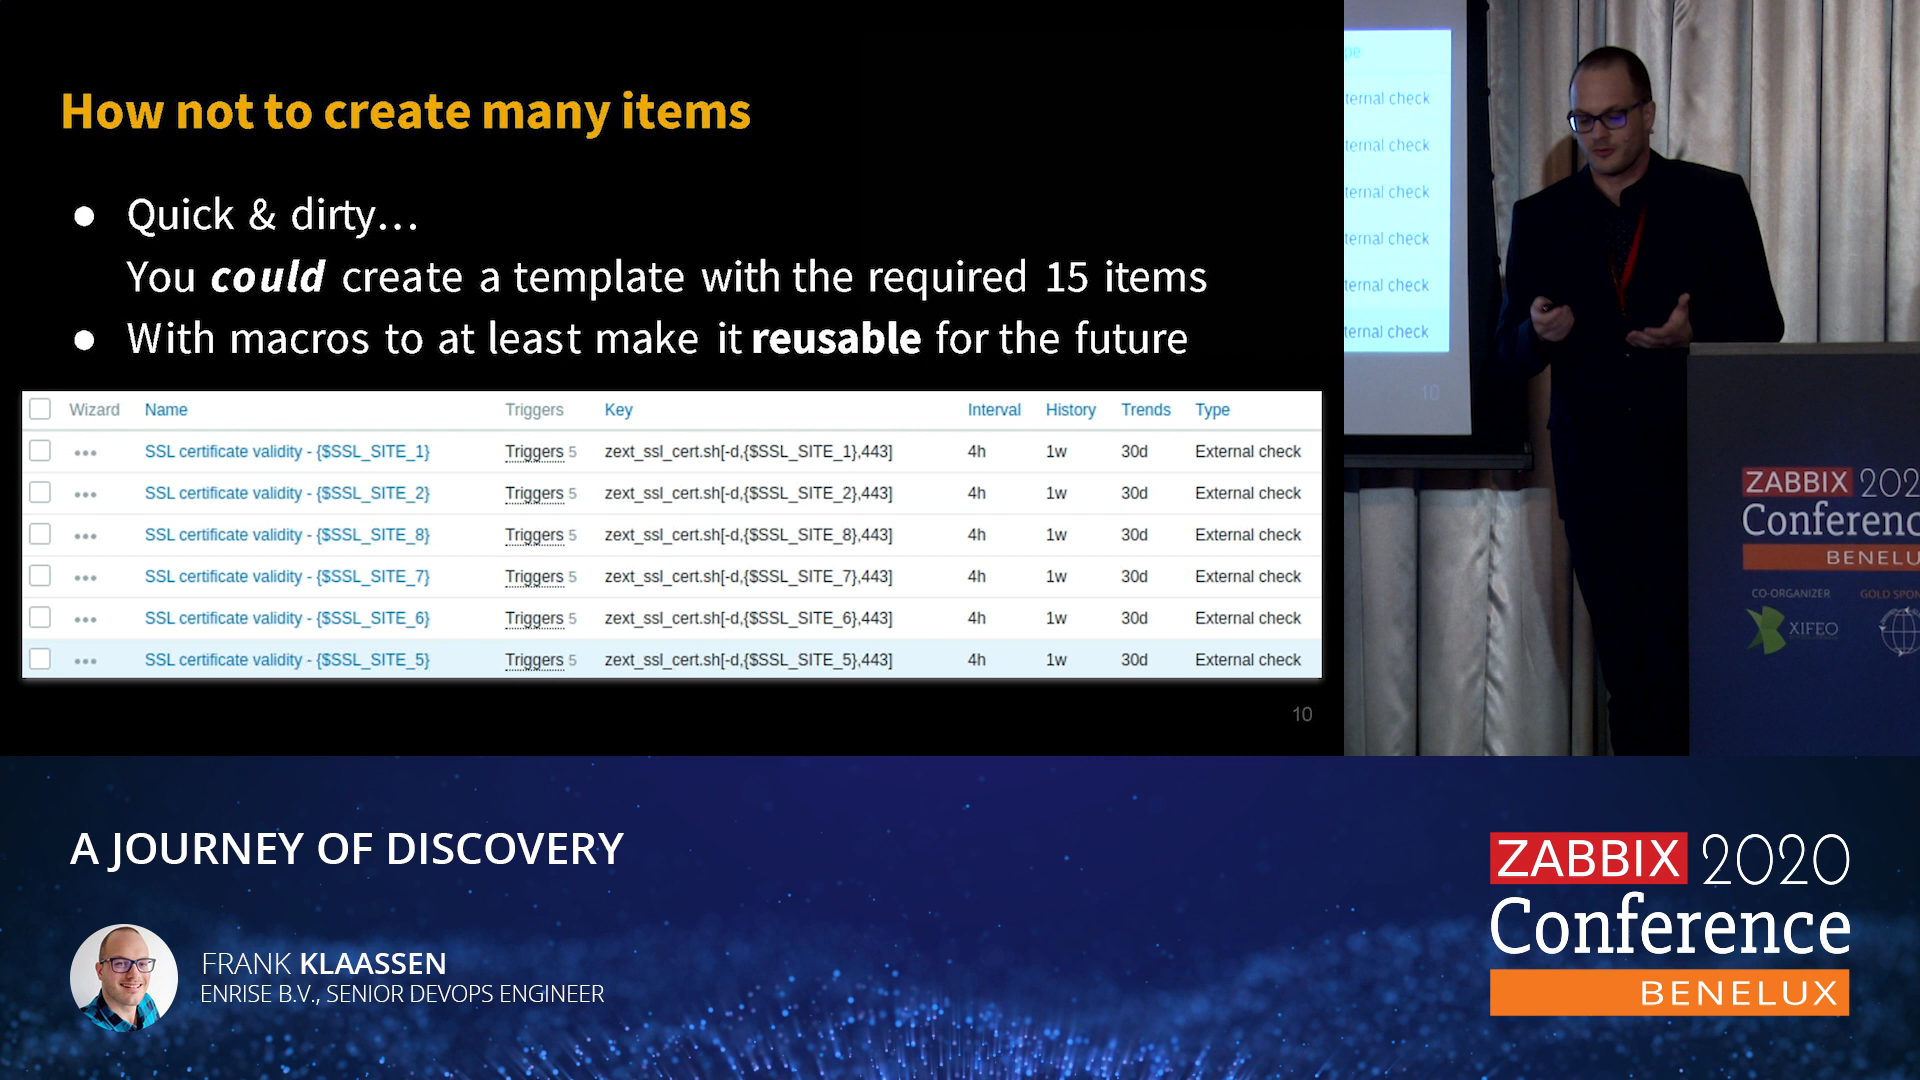 How not to create many items
● Quick & dirty…
You could create a template with the required 15 items
● With macros to at least make it reusable for the future
Wizard Name Triggers Key Interval History Trends Type
••• SSL certificate validity - {$SSL_SITE_1} Triggers 5 zext_ssl_cert.sh[-d,{$SSL_SITE_1},443] 4h 1w 30d External check
••• SSL certificate validity - {$SSL_SITE_2} Triggers 5 zext_ssl_cert.sh[-d,{$SSL_SITE_2},443] 4h 1w 30d External check
••• SSL certificate validity - {$SSL_SITE_8} Triggers 5 zext_ssl_cert.sh[-d,{$SSL_SITE_8},443] 4h 1w 30d External check
••• SSL certificate validity - {$SSL_SITE_7} Triggers 5 zext_ssl_cert.sh[-d,{$SSL_SITE_7},443] 4h 1w 30d External check
••• SSL certificate validity - {$SSL_SITE_6} Triggers 5 zext_ssl_cert.sh[-d,{$SSL_SITE_6},443] 4h 1w 30d External check
••• SSL certificate validity - {$SSL_SITE_5} Triggers 5 zext_ssl_cert.sh[-d,{$SSL_SITE_5},443] 4h 1w 30d External check
10
pe
ternal check
ternal check
ternal check
ternal check
ternal check
ternal check
10
ZABBIX 202
Conferenc
BENELU
CO-ORGANIZER GOLD SPON
XIFEO
A JOURNEY OF DISCOVERY
FRANK KLAASSEN
ENRISE B.V., SENIOR DEVOPS ENGINEER
ZABBIX 2020
Conference
BENELUX